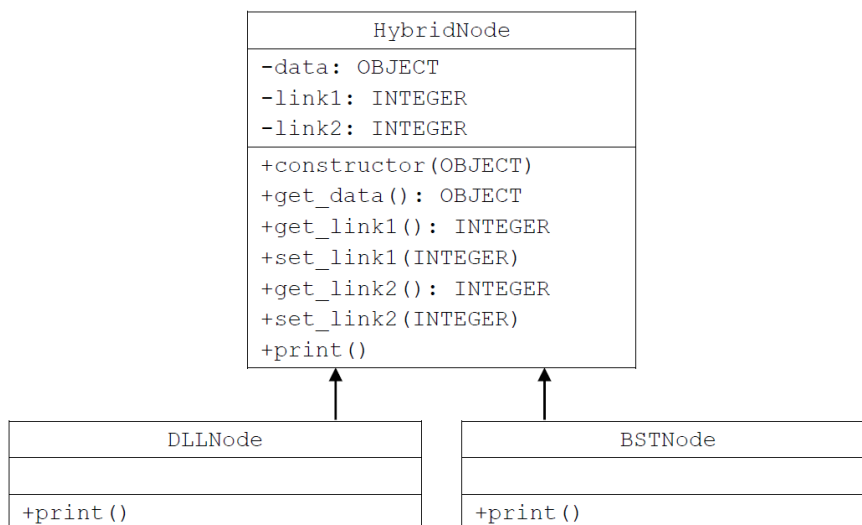 HybridNode
-data: OBJECT
-link1: INTEGER
-link2: INTEGER
+constructor(OBJECT)
+get_data(): OBJECT
+get_link1(): INTEGER
+set_link1(INTEGER)
+get_link2(): INTEGER
+set_link2(INTEGER)
+print()
DLLNode
+print()
BSTNode
+print()